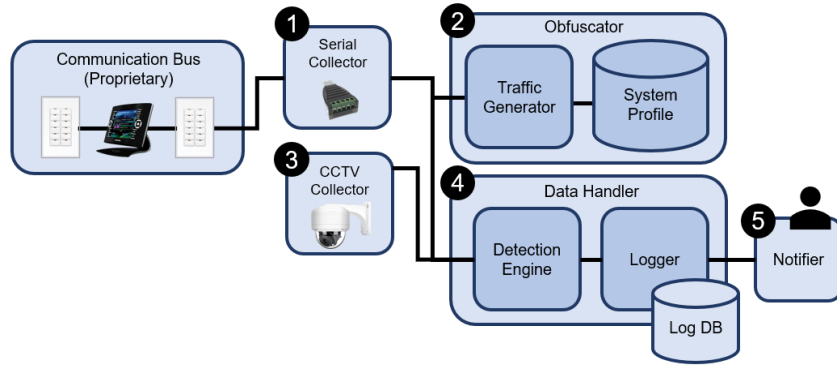 Communication Bus
(Proprietary)
1
Serial
Collector
2
Obfuscator
Traffic
Generator
System
Profile
3
CCTV
Collector
4
Data Handler
Detection
Engine
Logger
Log DB
5
Notifier